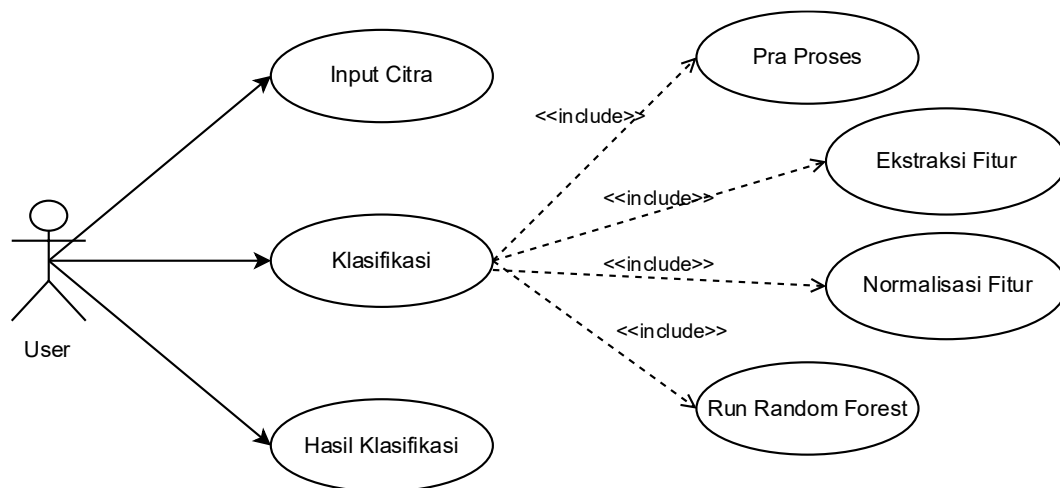 Input Citra
Pra Proses
<<include>>
Ekstraksi Fitur
<<include>>
Klasifikasi
<<include>>
Normalisasi Fitur
<<include>>
User
Run Random Forest
Hasil Klasifikasi